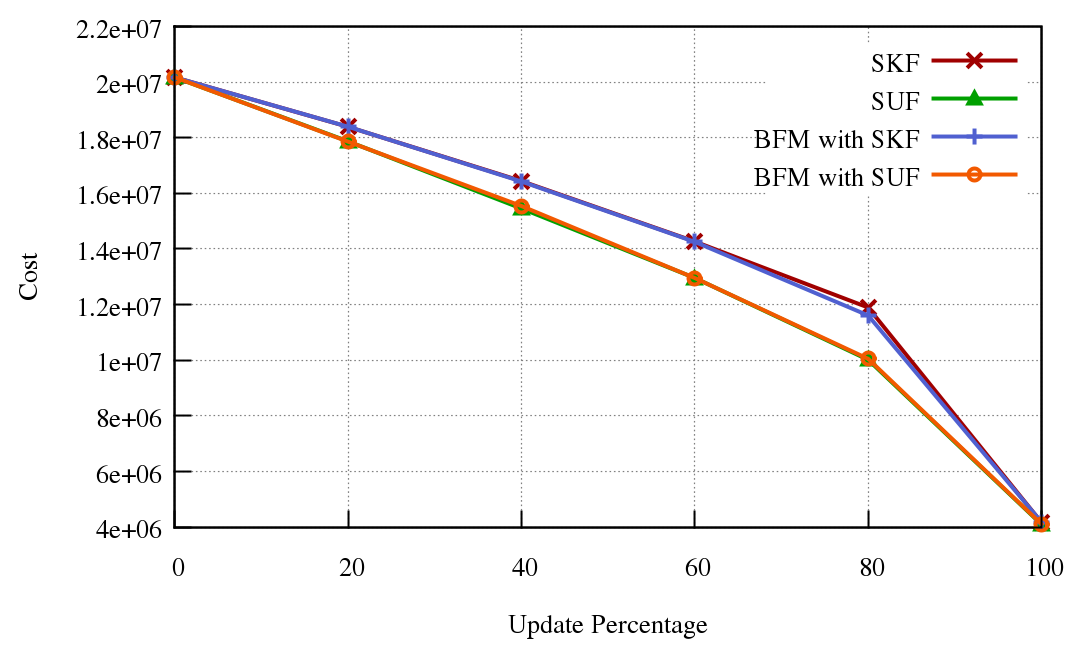 2.2e+07
2e+07
1.8e+07
1.6e+07
1.4e+07
1.2e+07
1e+07
8e+06
6e+06
4e+06
Cost
SKF
SUF
BFM with SKF
BFM with SUF
0 20 40 60 80 100
Update Percentage